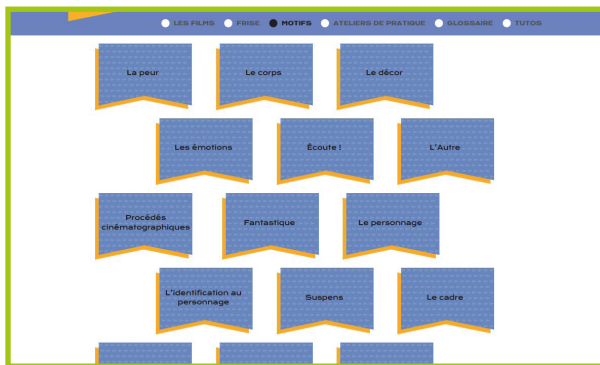 LES FILMS FRISE MOTIFS ATELIERS DE PRATIQUE GLOSSAIRE TUTOS
La peur Le corps Le décor
Les émotions Écoute ! L'Autre
Procédés
cinématographiques Fantastique Le personnage
L'identification au
personnage Suspens Le cadre